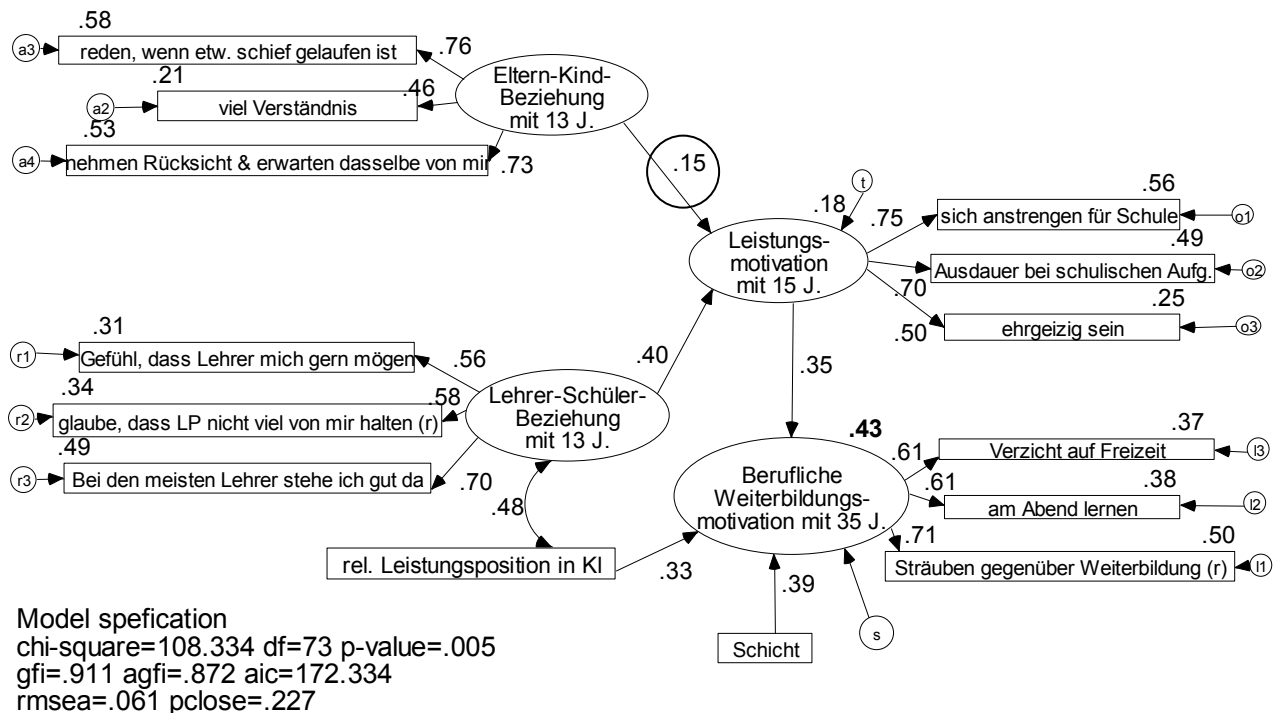 .58
a3
reden, wenn etw. schief gelaufen ist
.76
.21
a2
viel Verständnis
.46
.53
a4
nehmen Rücksicht & erwarten dasselbe von mir
.73
Eltern-Kind-
Beziehung
mit 13 J.
.15
t
.18
Leistungs-
motivation
mit 15 J.
.75
.56
sich anstrengen für Schule
o1
.49
Ausdauer bei schulischen Aufg.
o2
.70
.25
ehrgeizig sein
o3
.50
.31
r1
Gefühl, dass Lehrer mich gern mögen
.56
.34
r2
glaube, dass LP nicht viel von mir halten (r)
.58
.49
r3
Bei den meisten Lehrer stehe ich gut da
.70
Lehrer-Schüler-
Beziehung
mit 13 J.
.40
.35
.48
rel. Leistungsposition in Kl
.33
.43
Berufliche
Weiterbildungs-
motivation mit 35 J.
.61
.37
Verzicht auf Freizeit
l3
.61
.38
am Abend lernen
l2
.71
.50
Sträuben gegenüber Weiterbildung (r)
l1
.39
Schicht
s
Model spefication
chi-square=108.334 df=73 p-value=.005
gfi=.911 agfi=.872 aic=172.334
rmsea=.061 pclose=.227